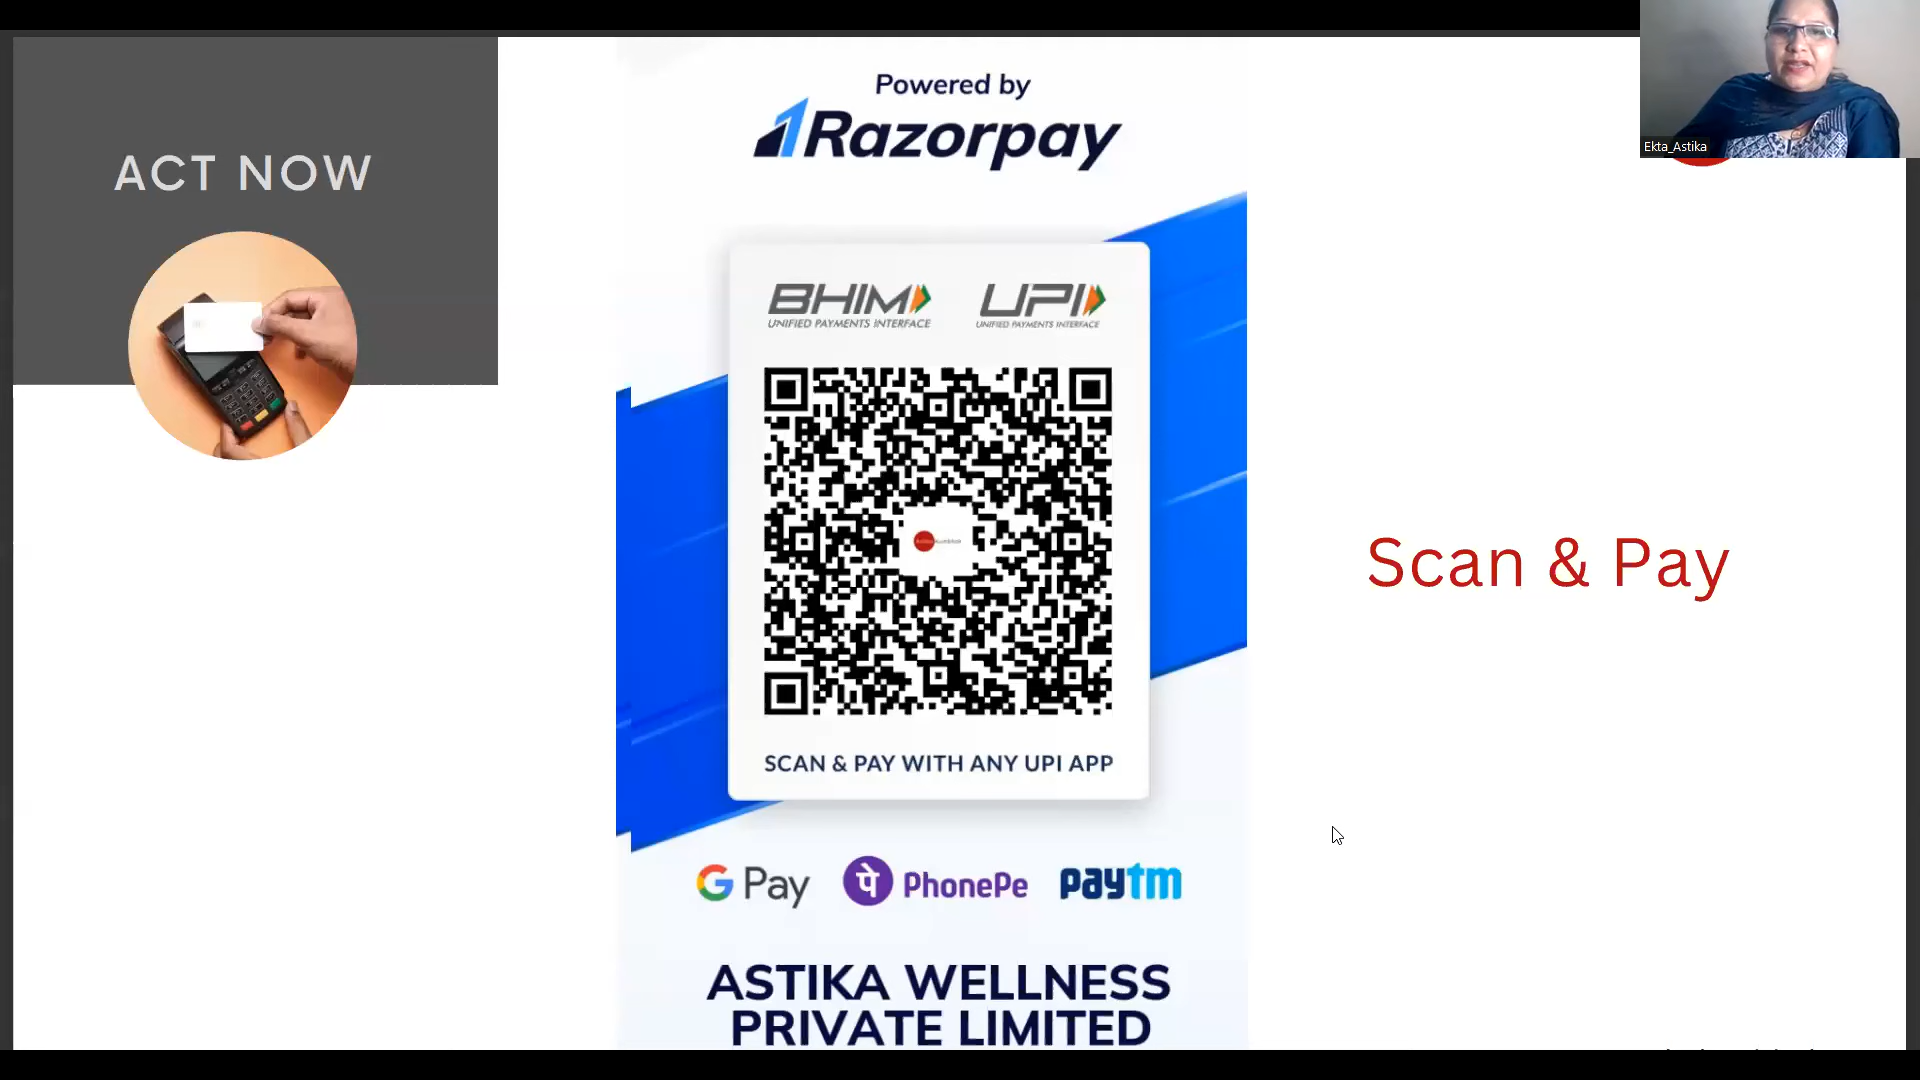 ACT NOW
Powered by
Razorpay
BHIM UPI
UNIFIED PAYMENTS INTERFACE UNIFIED PAYMENTS INTERFACE
SCAN & PAY WITH ANY UPI APP
G Pay पे PhonePe paytm
ASTIKA WELLNESS
PRIVATE LIMITED
Scan & Pay
Ekta_Astika